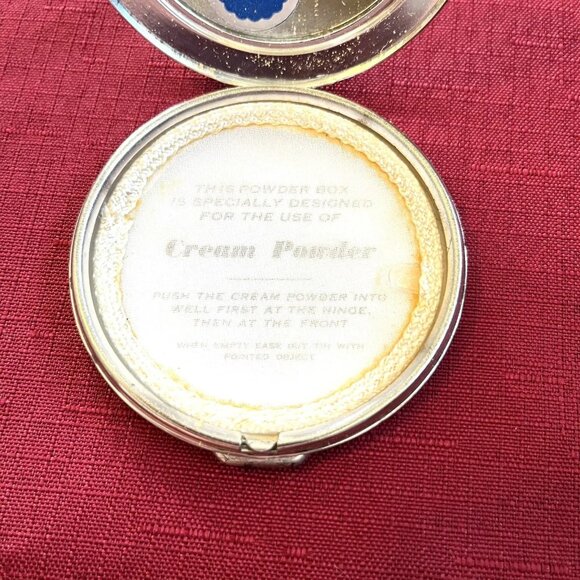 THIS POWDER BOX
IS SPECIALLY DESIGNED
FOR THE USE OF
Cream Powder
PUSH THE CREAM POWDER INTO
WELL FIRST AT THE HINGE,
THEN AT THE FRONT
WHEN EMPTY EASE OUT TIN WITH
POINTED OBJECT